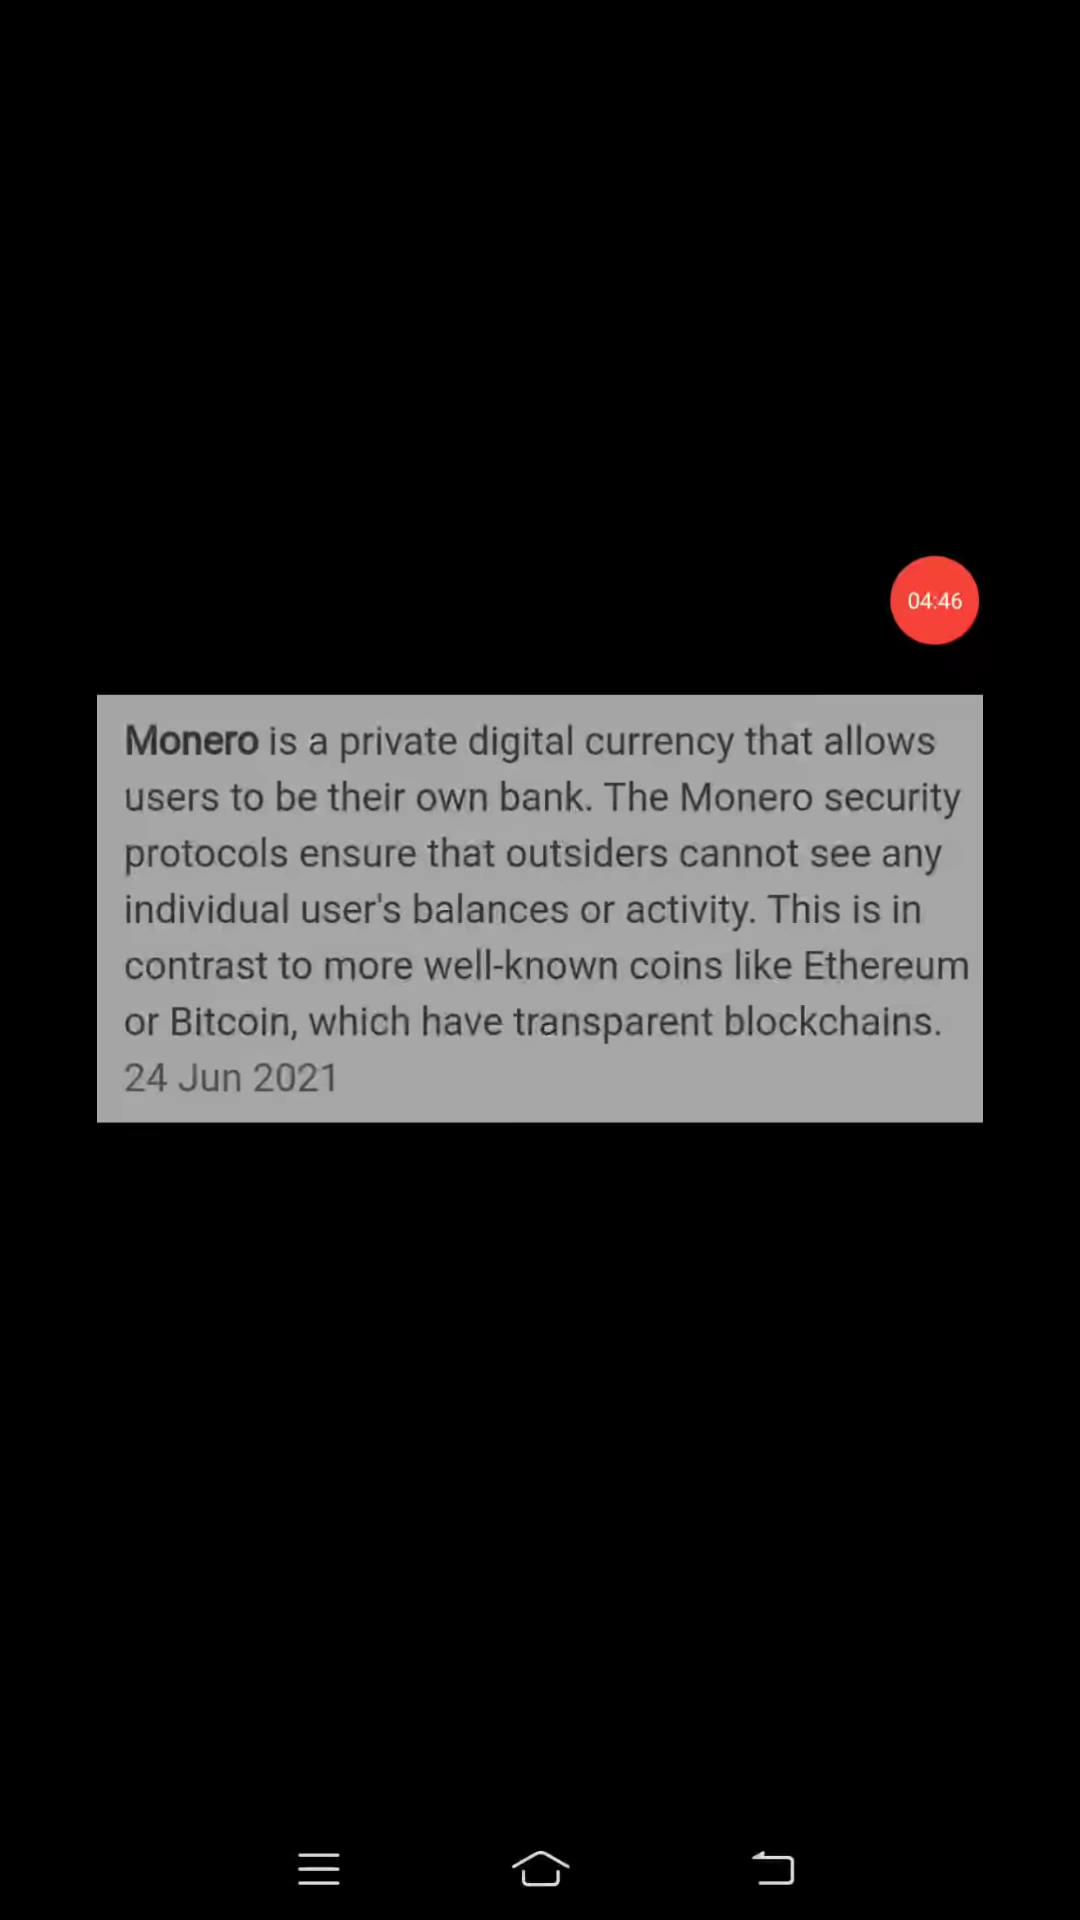 04:46
Monero is a private digital currency that allows
users to be their own bank. The Monero security
protocols ensure that outsiders cannot see any
individual user's balances or activity. This is in
contrast to more well-known coins like Ethereum
or Bitcoin, which have transparent blockchains.
24 Jun 2021